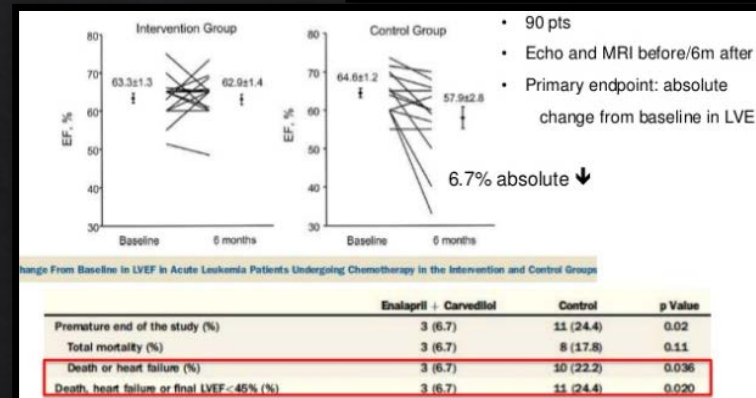 Intervention Group
80
70
60
50
40
30
EF, %
63.3±1.3
62.9±1.4
Baseline
6 months
Control Group
80
70
60
50
40
30
EF, %
64.6±1.2
57.9±2.8
Baseline
6 months
• 90 pts
• Echo and MRI before/6m after
• Primary endpoint: absolute
change from baseline in LVE
6.7% absolute ↓
hange From Baseline in LVEF in Acute Leukemia Patients Undergoing Chemotherapy in the Intervention and Control Groups
Enalapril + Carvedilol Control p Value
Premature end of the study (%) 3 (6.7) 11 (24.4) 0.02
Total mortality (%) 3 (6.7) 8 (17.8) 0.11
Death or heart failure (%) 3 (6.7) 10 (22.2) 0.036
Death, heart failure or final LVEF<45% (%) 3 (6.7) 11 (24.4) 0.020